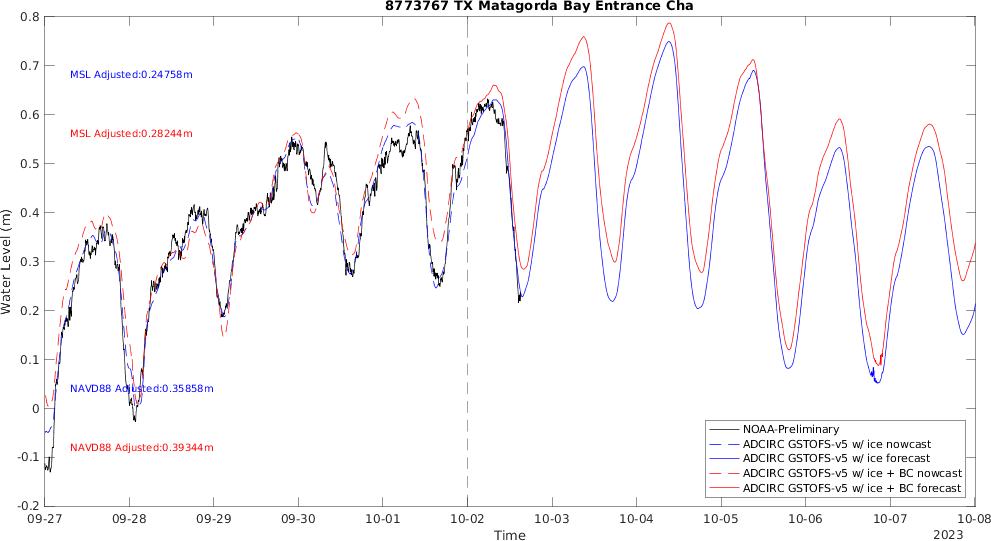 8773767 TX Matagorda Bay Entrance Cha
0.8
0.7
0.6
0.5
0.4
0.3
0.2
0.1
0
-0.1
-0.2
Water Level (m)
MSL Adjusted:0.24758m
MSL Adjusted:0.28244m
NAVD88 Adjusted:0.35858m
NAVD88 Adjusted:0.39344m
NOAA-Preliminary
ADCIRC GSTOFS-v5 w/ ice nowcast
ADCIRC GSTOFS-v5 w/ ice forecast
ADCIRC GSTOFS-v5 w/ ice + BC nowcast
ADCIRC GSTOFS-v5 w/ ice + BC forecast
09-27 09-28 09-29 09-30 10-01 10-02 10-03 10-04 10-05 10-06 10-07 10-08
Time
2023